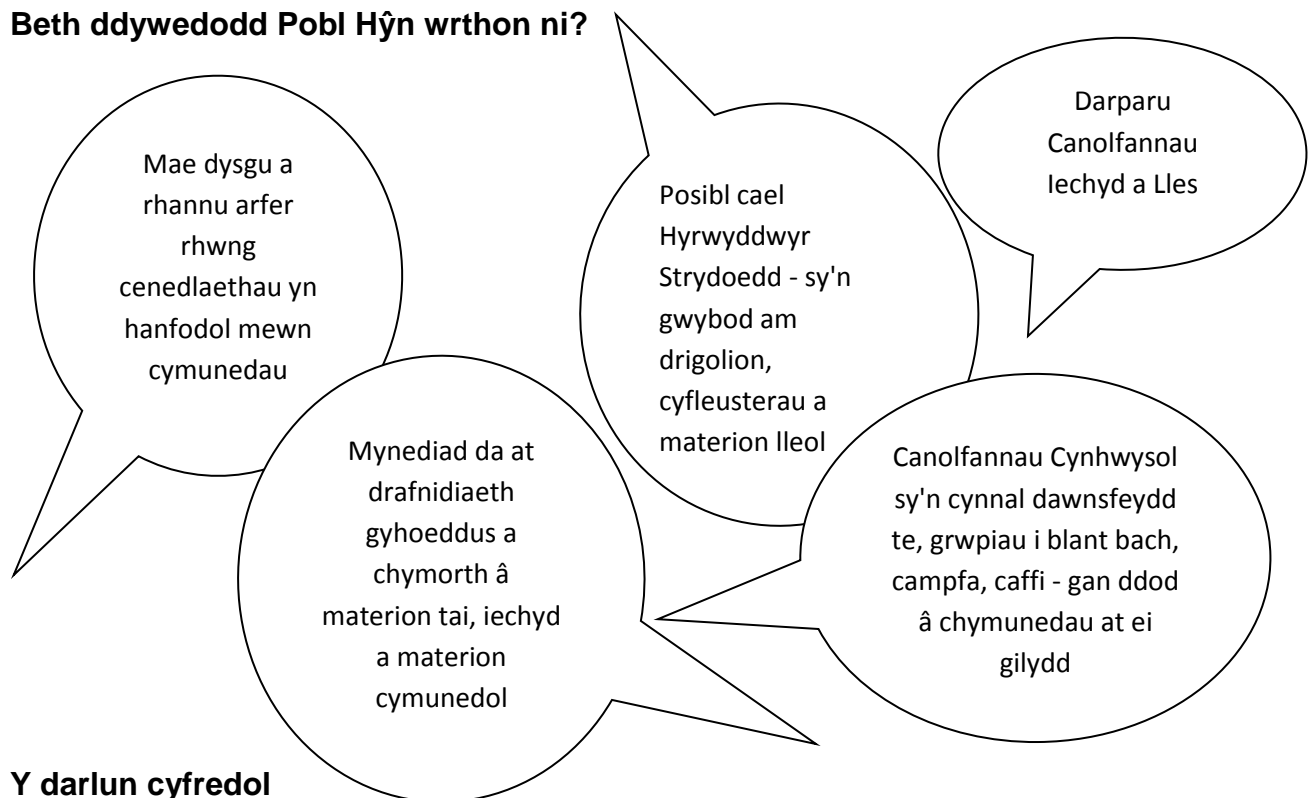 Beth ddywedodd Pobl Hŷn wrthon ni?
Mae dysgu a
rhannu arfer
rhwng
cenedlaethau yn
hanfodol mewn
cymunedau
Posibl cael
Hyrwyddwyr
Strydoedd - sy'n
gwybod am
drigolion,
cyfleusterau a
materion lleol
Darparu
Canolfannau
Iechyd a Lles
Mynediad da at
drafnidiaeth
gyhoeddus a
chymorth â
materion tai, iechyd
a materion
cymunedol
Canolfannau Cynhwysol
sy'n cynnal dawnsfeydd
te, grwpiau i blant bach,
campfa, caffi - gan ddod
â chymunedau at ei
gilydd
Y darlun cyfredol